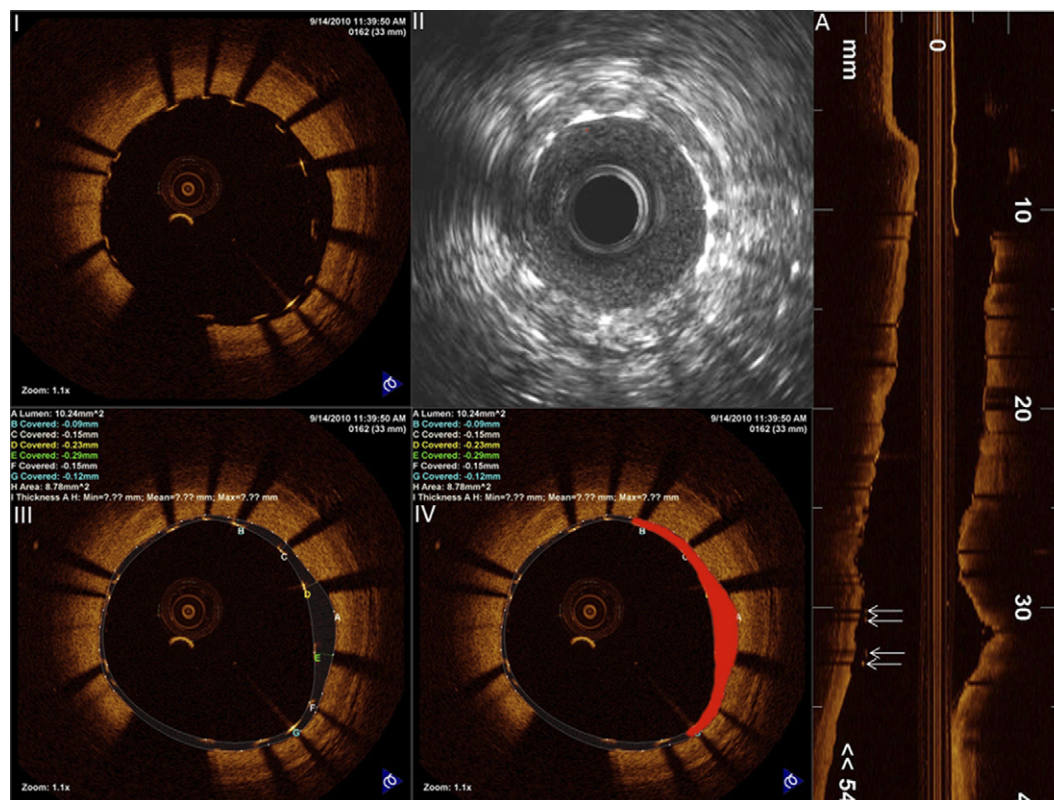 I
9/14/2010 11:39:50 AM
0162 (33 mm)
Zoom: 1.1x
II
A
mm
0
10
20
30
4
<< 54
A Lumen: 10.24mm^2
B Covered: -0.09mm
C Covered: -0.15mm
D Covered: -0.23mm
E Covered: -0.29mm
F Covered: -0.15mm
G Covered: -0.12mm
H Area: 8.78mm^2
I Thickness A H: Min=?.?? mm; Mean=?.?? mm; Max=?.?? mm
9/14/2010 11:39:50 AM
0162 (33 mm)
III
B
C
D
A
E
F
G
Zoom: 1.1x
A Lumen: 10.24mm^2
B Covered: -0.09mm
C Covered: -0.15mm
D Covered: -0.23mm
E Covered: -0.29mm
F Covered: -0.15mm
G Covered: -0.12mm
H Area: 8.78mm^2
I Thickness A H: Min=?.?? mm; Mean=?.?? mm; Max=?.?? mm
9/14/2010 11:39:50 AM
0162 (33 mm)
IV
B
C
A
Zoom: 1.1x